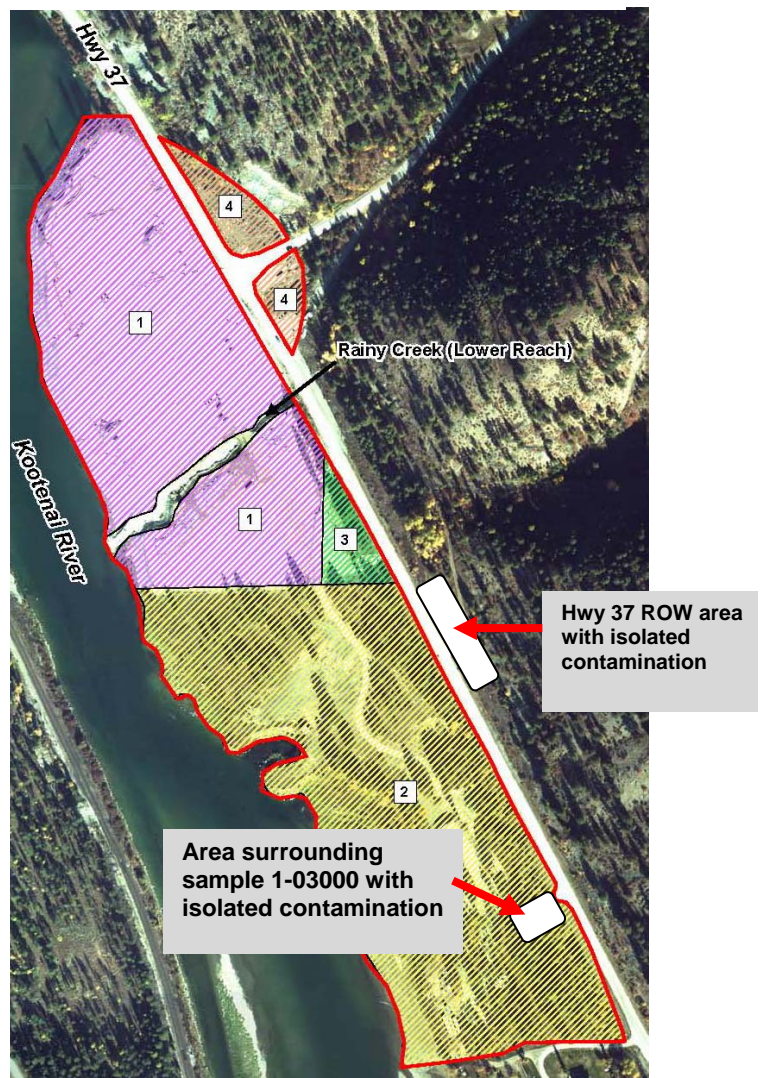 Hwy 37
4
4
1
Rainy Creek (Lower Reach)
Kootenai River
1
3
Hwy 37 ROW area
with isolated
contamination
2
Area surrounding
sample 1-03000 with
isolated contamination